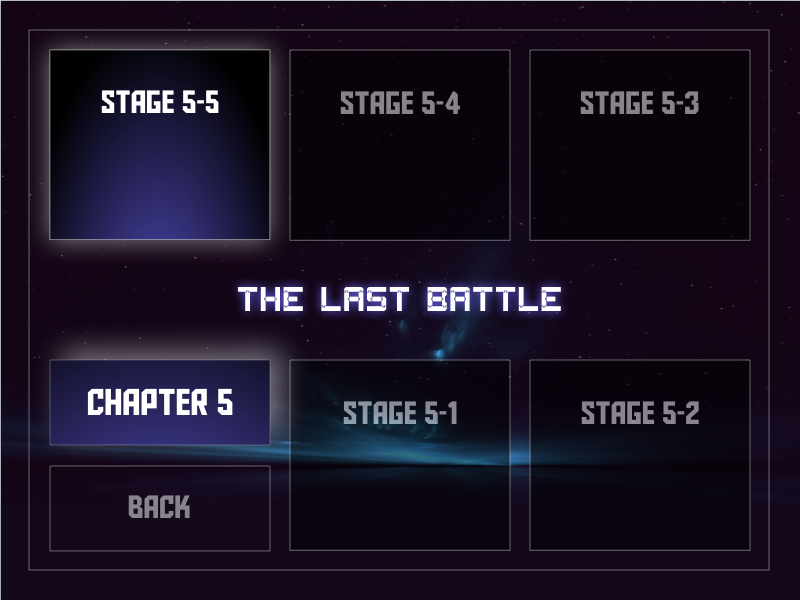 STAGE 5-5
STAGE 5-4
STAGE 5-3
THE LAST BATTLE
CHAPTER 5
STAGE 5-1
STAGE 5-2
BACK